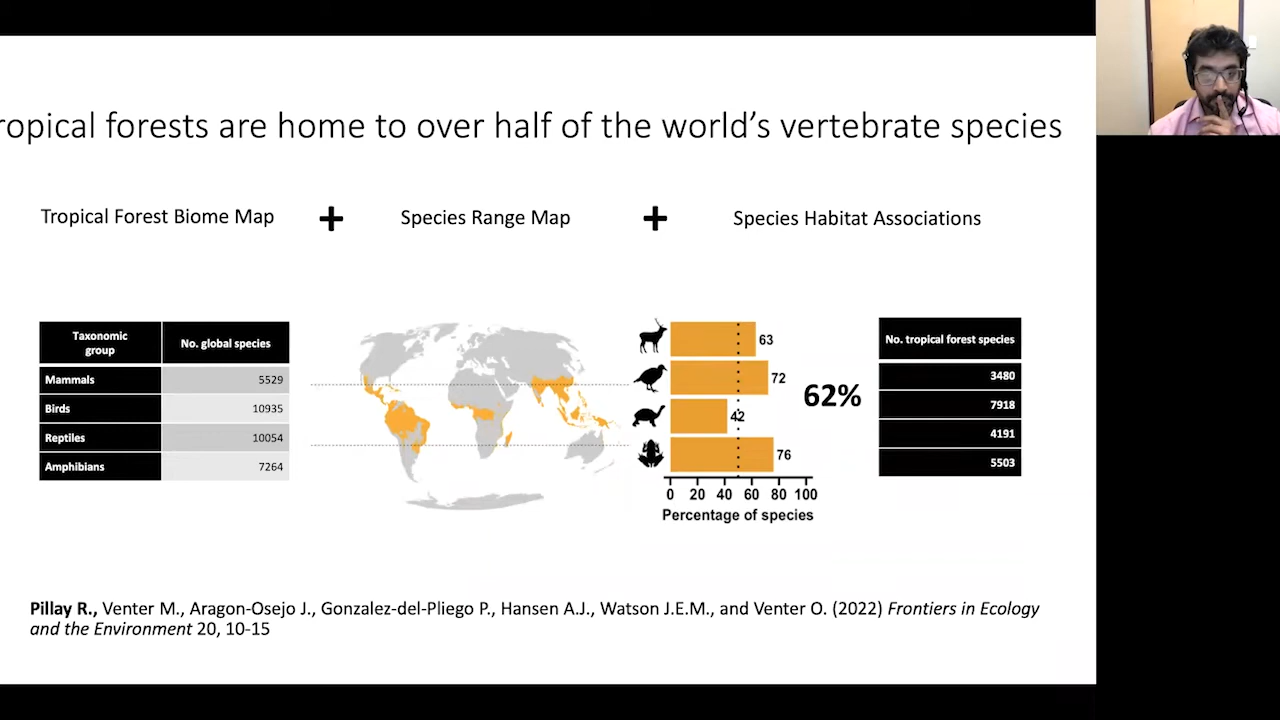 ropical forests are home to over half of the world's vertebrate species
Tropical Forest Biome Map + Species Range Map + Species Habitat Associations
Taxonomic group No. global species
Mammals 5529
Birds 10935
Reptiles 10054
Amphibians 7264
63
72
42
76
62%
0 20 40 60 80 100
Percentage of species
No. tropical forest species
3480
7918
4191
5503
Pillay R., Venter M., Aragon-Osejo J., Gonzalez-del-Pliego P., Hansen A.J., Watson J.E.M., and Venter O. (2022) Frontiers in Ecology
and the Environment 20, 10-15